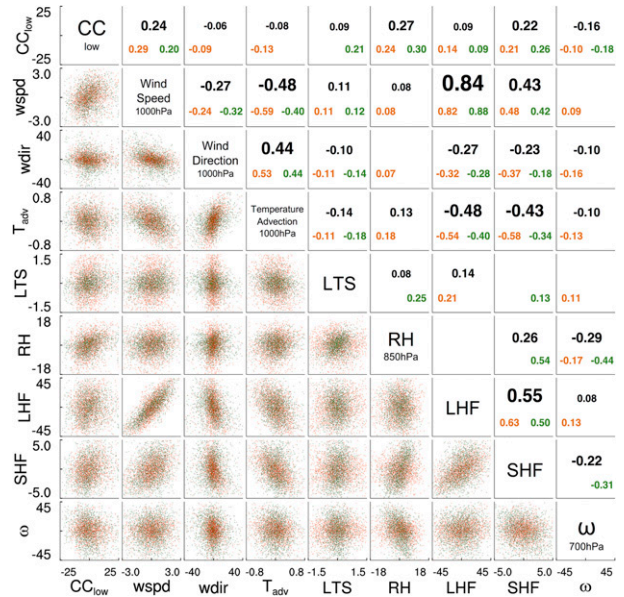 25 CC 0.24 -0.06 -0.08 0.09 0.27 0.09 0.22 -0.16
CClow low
-25 0.29 0.20 -0.09 -0.13 0.21 0.24 0.30 0.14 0.09 0.21 0.26 -0.10 -0.18
3.0 Wind -0.27 -0.48 0.11 0.08 0.84 0.43
wspd Speed
-3.0 1000hPa -0.24 -0.32 -0.59 -0.40 0.11 0.12 0.08 0.82 0.88 0.48 0.42 0.09
40 Wind 0.44 -0.10 -0.27 -0.23 -0.10
wdir Direction
-40 1000hPa 0.53 0.44 -0.11 -0.14 0.07 -0.32 -0.28 -0.37 -0.18 -0.16
0.8 Temperature -0.14 0.13 -0.48 -0.43 -0.10
Tadv Advection
-0.8 1000hPa -0.11 -0.18 0.18 -0.54 -0.40 -0.58 -0.34 -0.13
1.5 0.08 0.14
LTS LTS
-1.5 0.25 0.21 0.13 0.11
18 RH 0.26 -0.29
RH 850hPa
-18 0.54 -0.17 -0.44
45 0.55 0.08
LHF LHF
-45 0.63 0.50 0.13
5.0 -0.22
SHF SHF
-5.0 -0.31
45 ω
ω 700hPa
-45
-25 25 -3.0 3.0 -40 40 -0.8 0.8 -1.5 1.5 -18 18 -45 45 -5.0 5.0 -45 45
CClow wspd wdir Tadv LTS RH LHF SHF ω